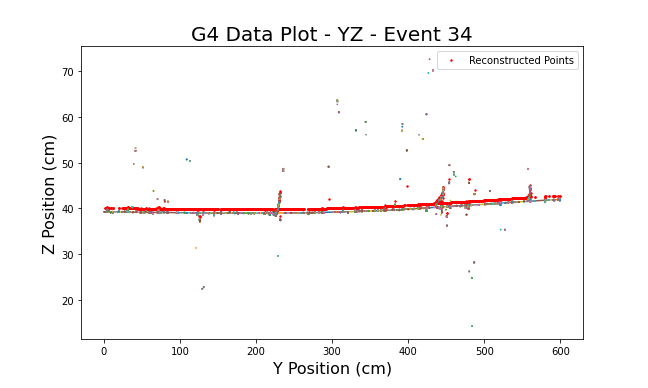 G4 Data Plot - YZ - Event 34
Reconstructed Points
Z Position (cm)
70
60
50
40
30
20
0 100 200 300 400 500 600
Y Position (cm)